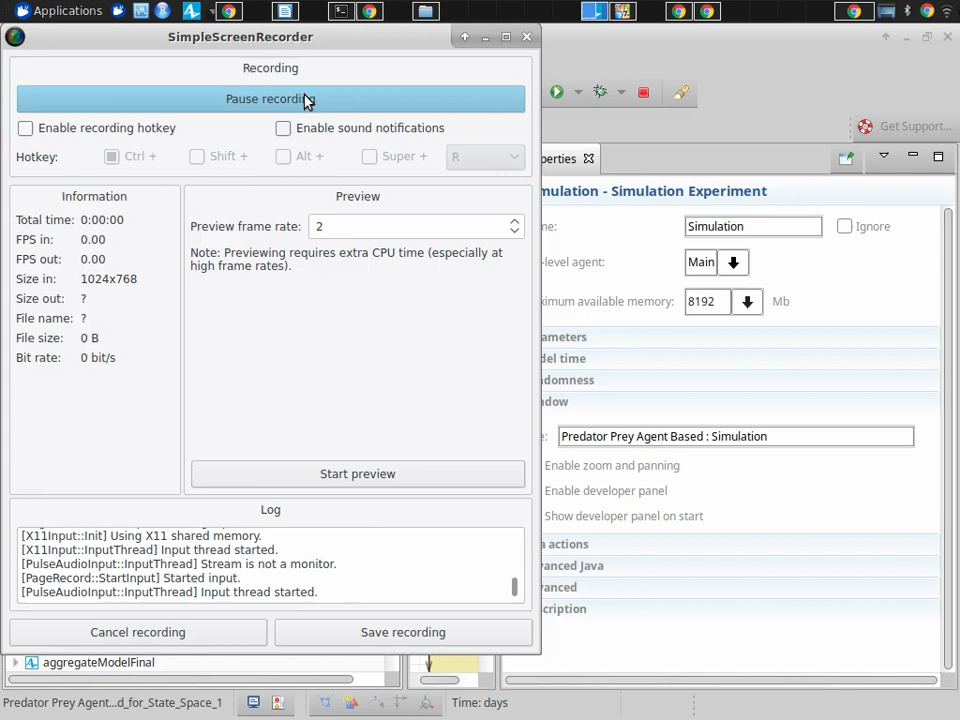 Applications
SimpleScreenRecorder
Recording
Pause recording
Enable recording hotkey
Enable sound notifications
Hotkey:
Ctrl +
Shift +
Alt +
Super +
R
Information
Total time: 0:00:00
FPS in: 0.00
FPS out: 0.00
Size in: 1024x768
Size out: ?
File name: ?
File size: 0 B
Bit rate: 0 bit/s
Preview
Preview frame rate: 2
Note: Previewing requires extra CPU time (especially at
high frame rates).
Start preview
Log
[X11Input::Init] Using X11 shared memory.
[X11Input::InputThread] Input thread started.
[PulseAudioInput::InputThread] Stream is not a monitor.
[PageRecord::StartInput] Started input.
[PulseAudioInput::InputThread] Input thread started.
Cancel recording
Save recording
Get Support...
perties
mulation - Simulation Experiment
me:
Simulation
Ignore
-level agent:
Main
ximum available memory:
8192
Mb
ameters
del time
ndomness
ndow
e:
Predator Prey Agent Based : Simulation
Enable zoom and panning
Enable developer panel
Show developer panel on start
a actions
vanced Java
vanced
cription
aggregateModelFinal
Predator Prey Agent...d_for_State_Space_1
Time: days